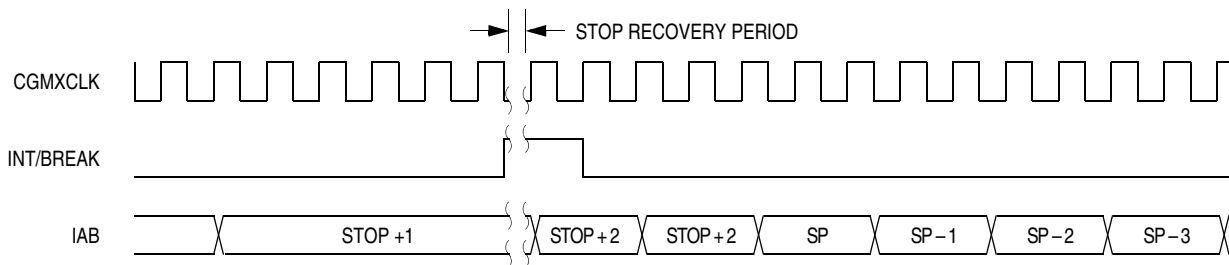 STOP RECOVERY PERIOD
CGMXCLK
INT/BREAK
IAB
STOP +1
STOP + 2
STOP + 2
SP
SP – 1
SP – 2
SP – 3